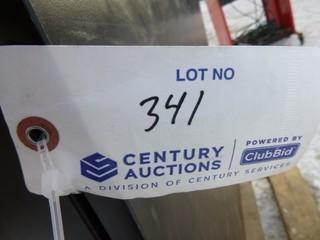 LOT NO
341
POWERED BY
CENTURY
AUCTIONS
ClubBid
A DIVISION OF CENTURY SERVICES